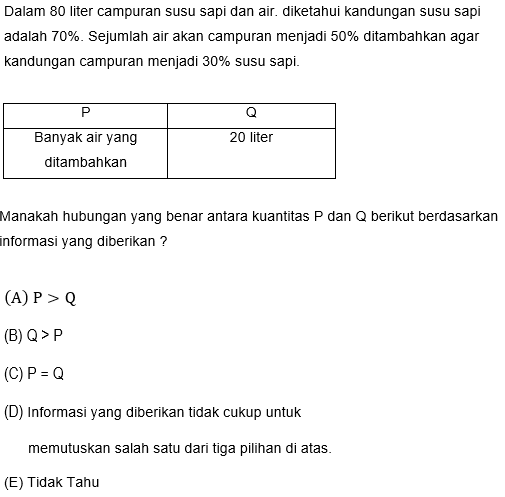 Dalam 80 liter campuran susu sapi dan air. diketahui kandungan susu sapi
adalah 70%. Sejumlah air akan campuran menjadi 50% ditambahkan agar
kandungan campuran menjadi 30% susu sapi.
P Q
Banyak air yang 20 liter
ditambahkan
Manakah hubungan yang benar antara kuantitas P dan Q berikut berdasarkan
informasi yang diberikan ?
(A) P > Q
(B) Q > P
(C) P = Q
(D) Informasi yang diberikan tidak cukup untuk
memutuskan salah satu dari tiga pilihan di atas.
(E) Tidak Tahu